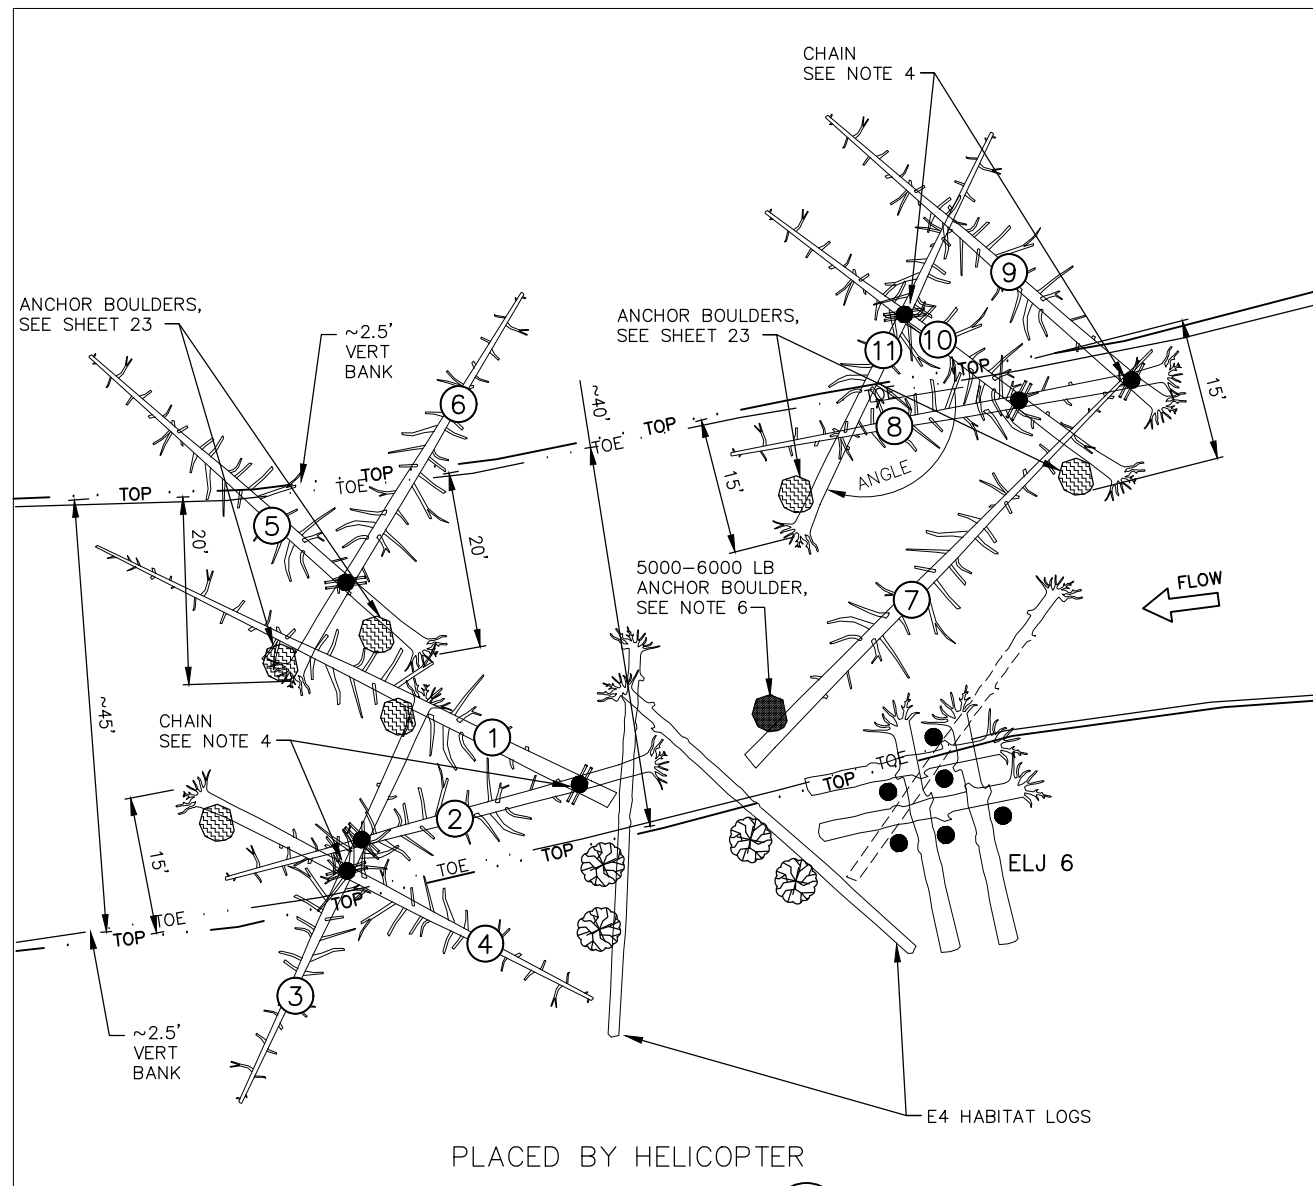 CHAIN
SEE NOTE 4
9
ANCHOR BOULDERS,
SEE SHEET 23
~2.5'
VERT
BANK
ANCHOR BOULDERS,
SEE SHEET 23
11
10
TOP
15'
6
~40'
TOE
TOP
8
15'
ANGLE
TOP
TOE
TOP
5
20'
20'
5000-6000 LB
ANCHOR BOULDER,
SEE NOTE 6
7
FLOW
~45'
CHAIN
SEE NOTE 4
1
2
TOP
TOE
15'
TOE
TOP
TOP
ELJ 6
TOE
TOP
4
3
~2.5'
VERT
BANK
E4 HABITAT LOGS
PLACED BY HELICOPTER